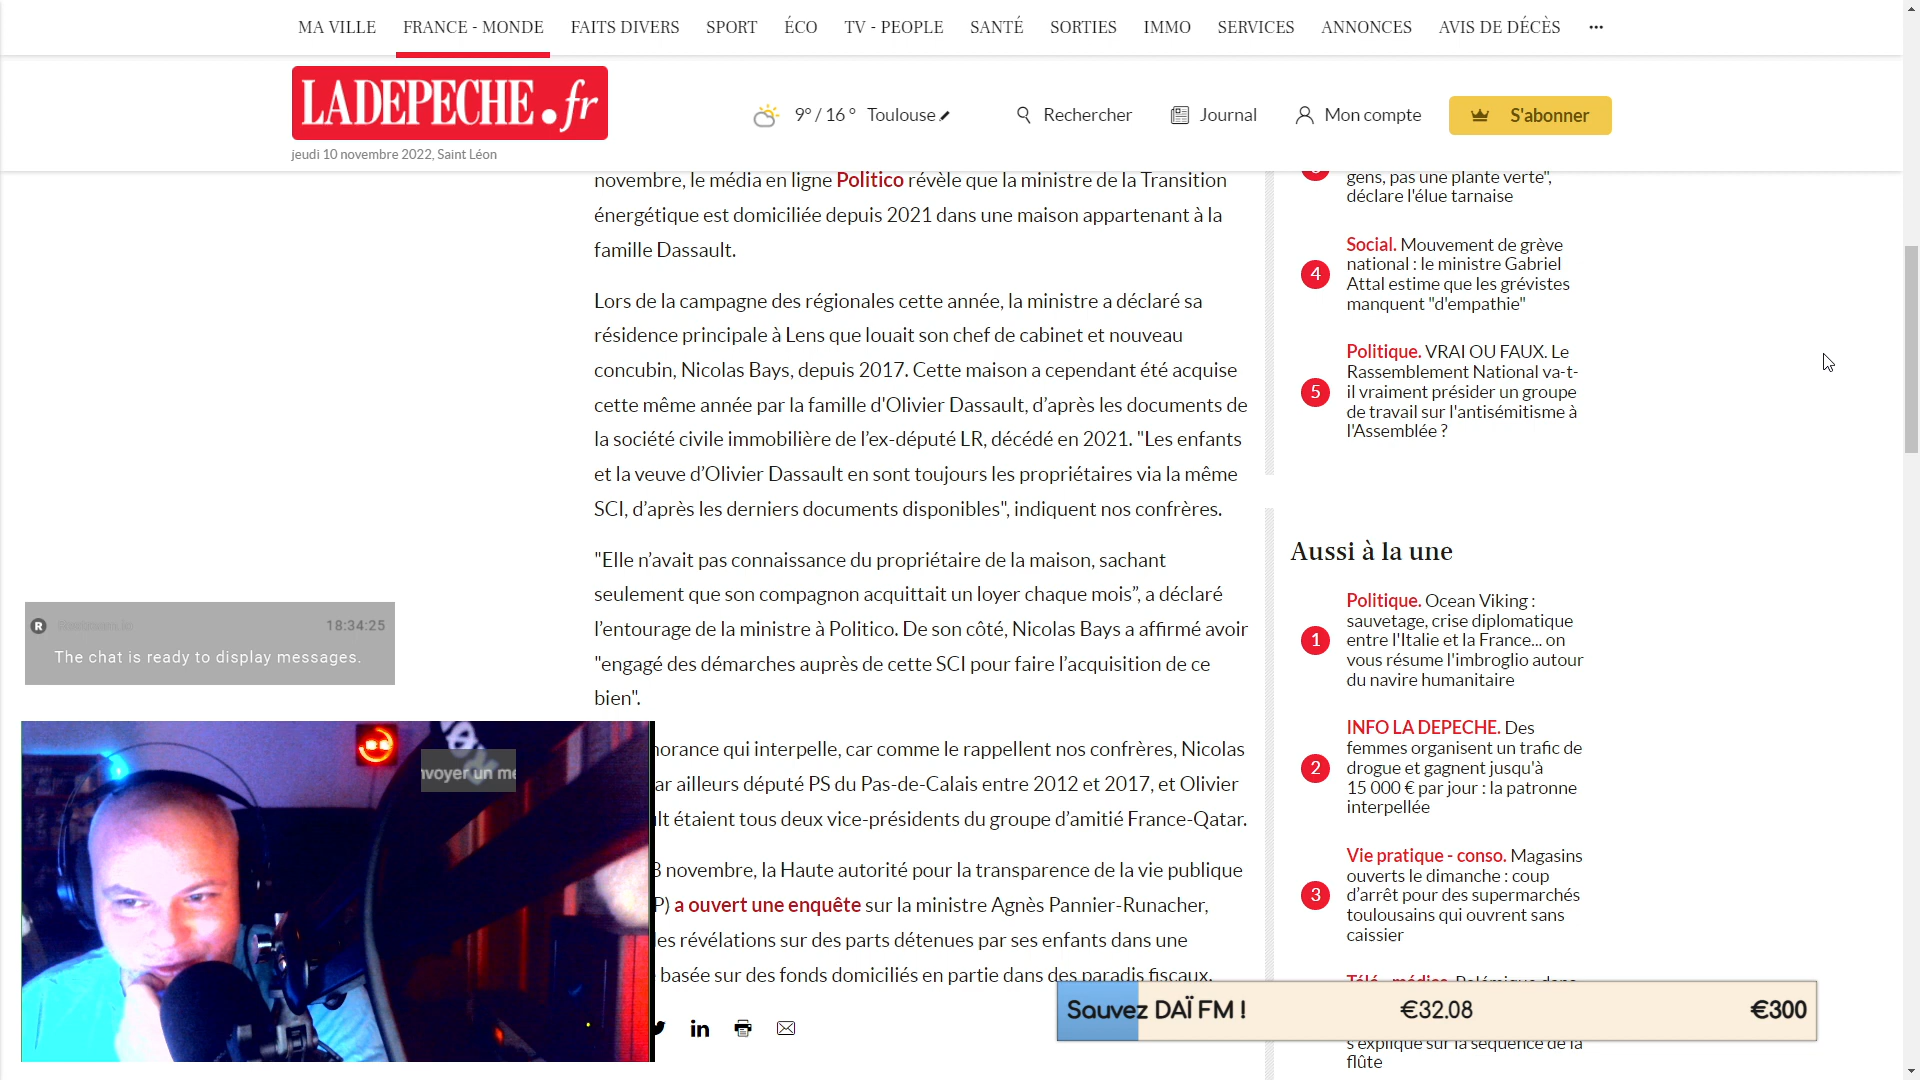 MA VILLE FRANCE - MONDE FAITS DIVERS SPORT ÉCO TV - PEOPLE SANTÉ SORTIES IMMO SERVICES ANNONCES AVIS DE DÉCÈS ...
LADEPECHE.fr
9° / 16 ° Toulouse Rechercher Journal Mon compte S'abonner
jeudi 10 novembre 2022, Saint Léon
novembre, le média en ligne Politico révèle que la ministre de la Transition
énergétique est domiciliée depuis 2021 dans une maison appartenant à la
famille Dassault.
Lors de la campagne des régionales cette année, la ministre a déclaré sa
résidence principale à Lens que louait son chef de cabinet et nouveau
concubin, Nicolas Bays, depuis 2017. Cette maison a cependant été acquise
cette même année par la famille d'Olivier Dassault, d’après les documents de
la société civile immobilière de l’ex-député LR, décédé en 2021. "Les enfants
et la veuve d’Olivier Dassault en sont toujours les propriétaires via la même
SCI, d’après les derniers documents disponibles", indiquent nos confrères.
"Elle n’avait pas connaissance du propriétaire de la maison, sachant
seulement que son compagnon acquittait un loyer chaque mois”, a déclaré
l’entourage de la ministre à Politico. De son côté, Nicolas Bays a affirmé avoir
"engagé des démarches auprès de cette SCI pour faire l’acquisition de ce
bien".
norance qui interpelle, car comme le rappellent nos confrères, Nicolas
ar ailleurs député PS du Pas-de-Calais entre 2012 et 2017, et Olivier
lt étaient tous deux vice-présidents du groupe d’amitié France-Qatar.
8 novembre, la Haute autorité pour la transparence de la vie publique
P) a ouvert une enquête sur la ministre Agnès Pannier-Runacher,
es révélations sur des parts détenues par ses enfants dans une
basée sur des fonds domiciliés en partie dans des paradis fiscaux.
gens, pas une plante verte",
déclare l'élue tarnaise
4
Social. Mouvement de grève
national : le ministre Gabriel
Attal estime que les grévistes
manquent "d'empathie"
5
Politique. VRAI OU FAUX. Le
Rassemblement National va-t-
il vraiment présider un groupe
de travail sur l'antisémitisme à
l'Assemblée ?
Aussi à la une
1
Politique. Ocean Viking :
sauvetage, crise diplomatique
entre l'Italie et la France... on
vous résume l'imbroglio autour
du navire humanitaire
2
INFO LA DEPECHE. Des
femmes organisent un trafic de
drogue et gagnent jusqu'à
15 000 € par jour : la patronne
interpellée
3
Vie pratique - conso. Magasins
ouverts le dimanche : coup
d’arrêt pour des supermarchés
toulousains qui ouvrent sans
caissier
s'explique sur la séquence de la
flûte
R 18:34:25
The chat is ready to display messages.
nvoyer un me
Sauvez DAÏ FM ! €32.08 €300